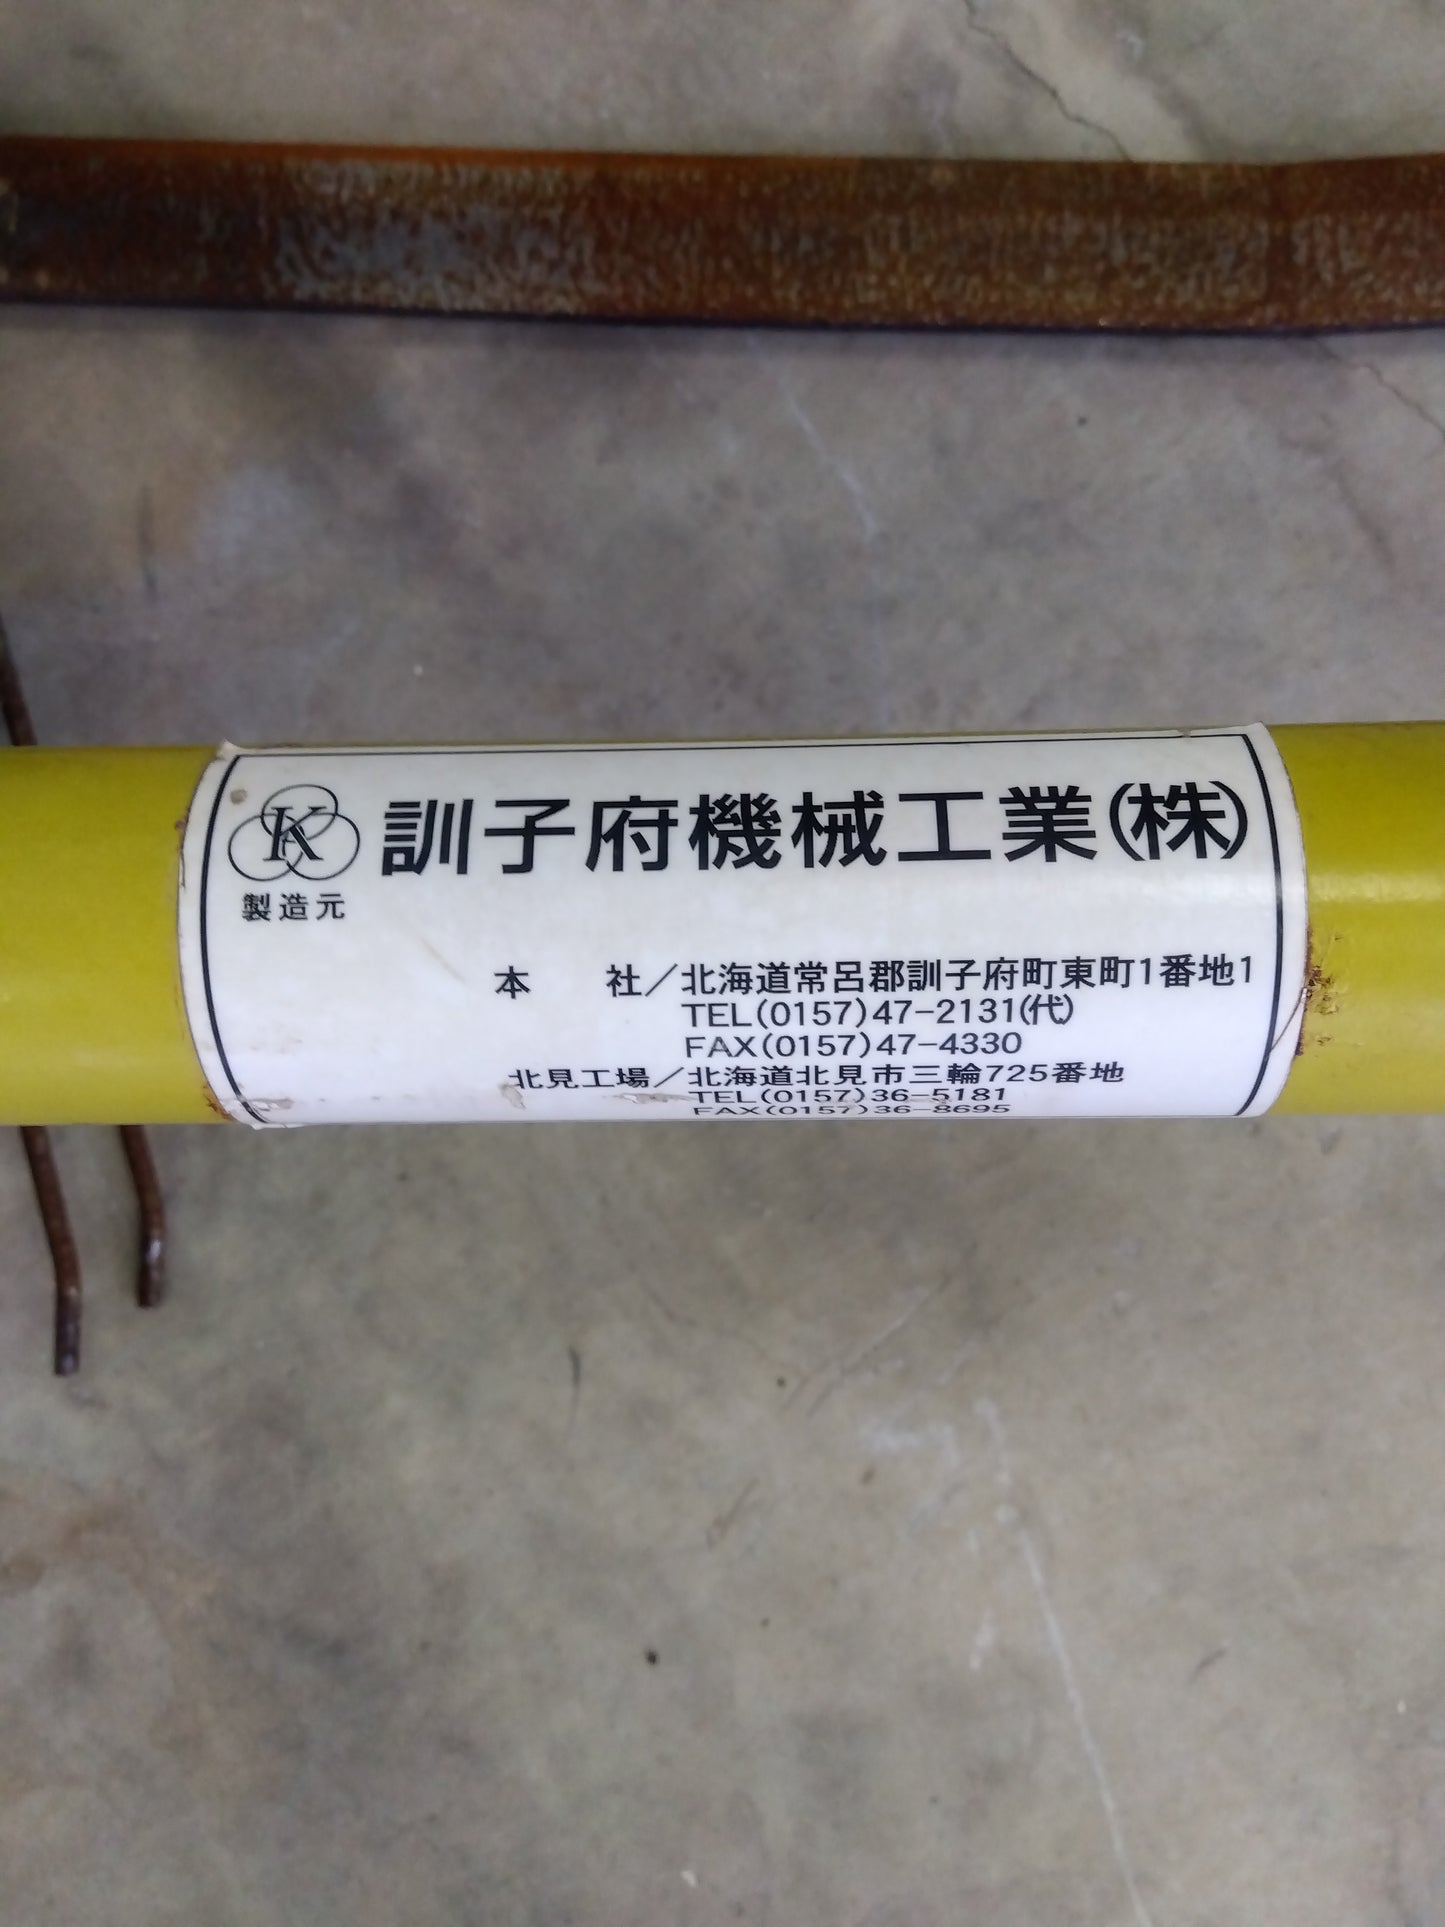 K
訓子府機械工業(株)
製造元
本　　社／北海道常呂郡訓子府町東町1番地1
TEL(0157)47-2131(代)
FAX(0157)47-4330
北見工場／北海道北見市三輪725番地
TEL(0157)36-5181
FAX(0157)36-8695